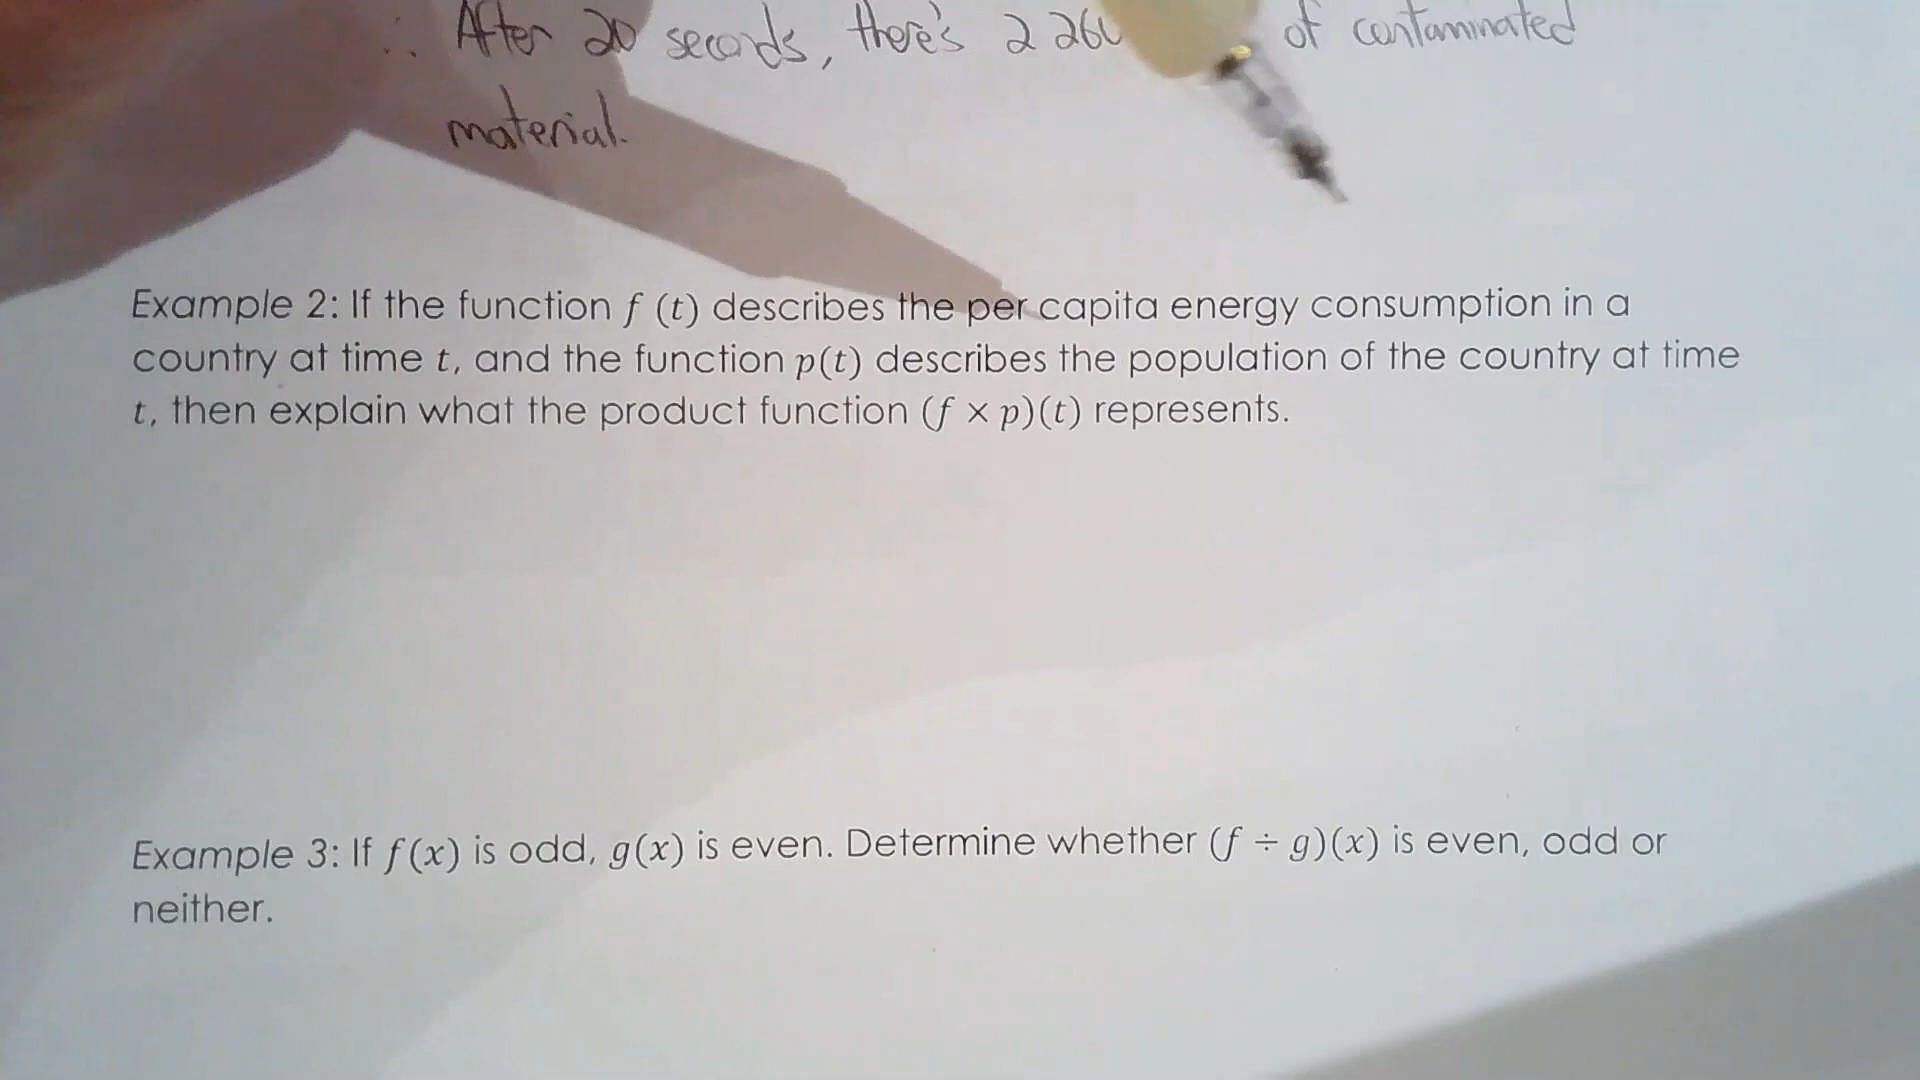 ∴ After 20 seconds, there's 2 26 of contaminated
material.
Example 2: If the function f (t) describes the per capita energy consumption in a
country at time t, and the function p(t) describes the population of the country at time
t, then explain what the product function (f × p)(t) represents.
Example 3: If f(x) is odd, g(x) is even. Determine whether (f ÷ g)(x) is even, odd or
neither.